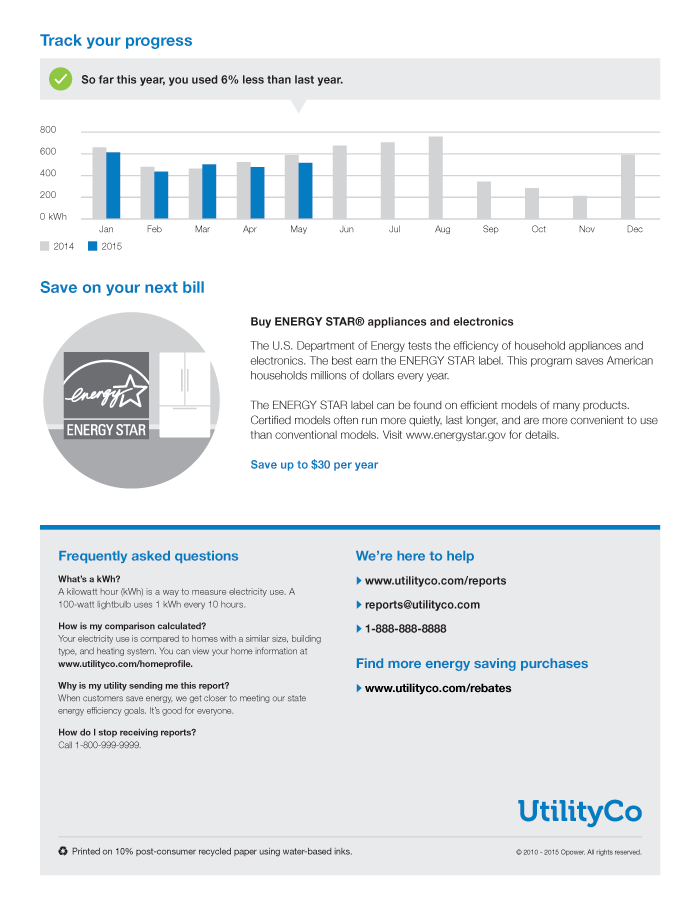 Track your progress
So far this year, you used 6% less than last year.
800
600
400
200
0 kWh
Jan Feb Mar Apr May Jun Jul Aug Sep Oct Nov Dec
2014 2015
Save on your next bill
energy
ENERGY STAR
Buy ENERGY STAR® appliances and electronics
The U.S. Department of Energy tests the efficiency of household appliances and
electronics. The best earn the ENERGY STAR label. This program saves American
households millions of dollars every year.
The ENERGY STAR label can be found on efficient models of many products.
Certified models often run more quietly, last longer, and are more convenient to use
than conventional models. Visit www.energystar.gov for details.
Save up to $30 per year
Frequently asked questions
What's a kWh?
A kilowatt hour (kWh) is a way to measure electricity use. A
100-watt lightbulb uses 1 kWh every 10 hours.
How is my comparison calculated?
Your electricity use is compared to homes with a similar size, building
type, and heating system. You can view your home information at
www.utilityco.com/homeprofile.
Why is my utility sending me this report?
When customers save energy, we get closer to meeting our state
energy efficiency goals. It's good for everyone.
How do I stop receiving reports?
Call 1-800-999-9999.
We're here to help
www.utilityco.com/reports
reports@utilityco.com
1-888-888-8888
Find more energy saving purchases
www.utilityco.com/rebates
UtilityCo
Printed on 10% post-consumer recycled paper using water-based inks.
© 2010 - 2015 Opower. All rights reserved.